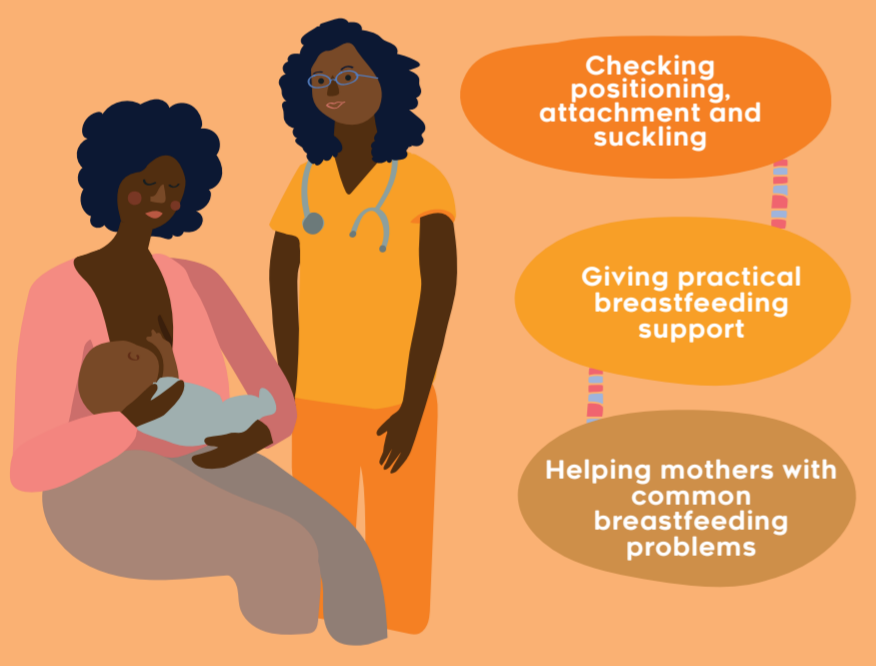 Checking
positioning,
attachment and
suckling
Giving practical
breastfeeding
support
Helping mothers with
common
breastfeeding
problems